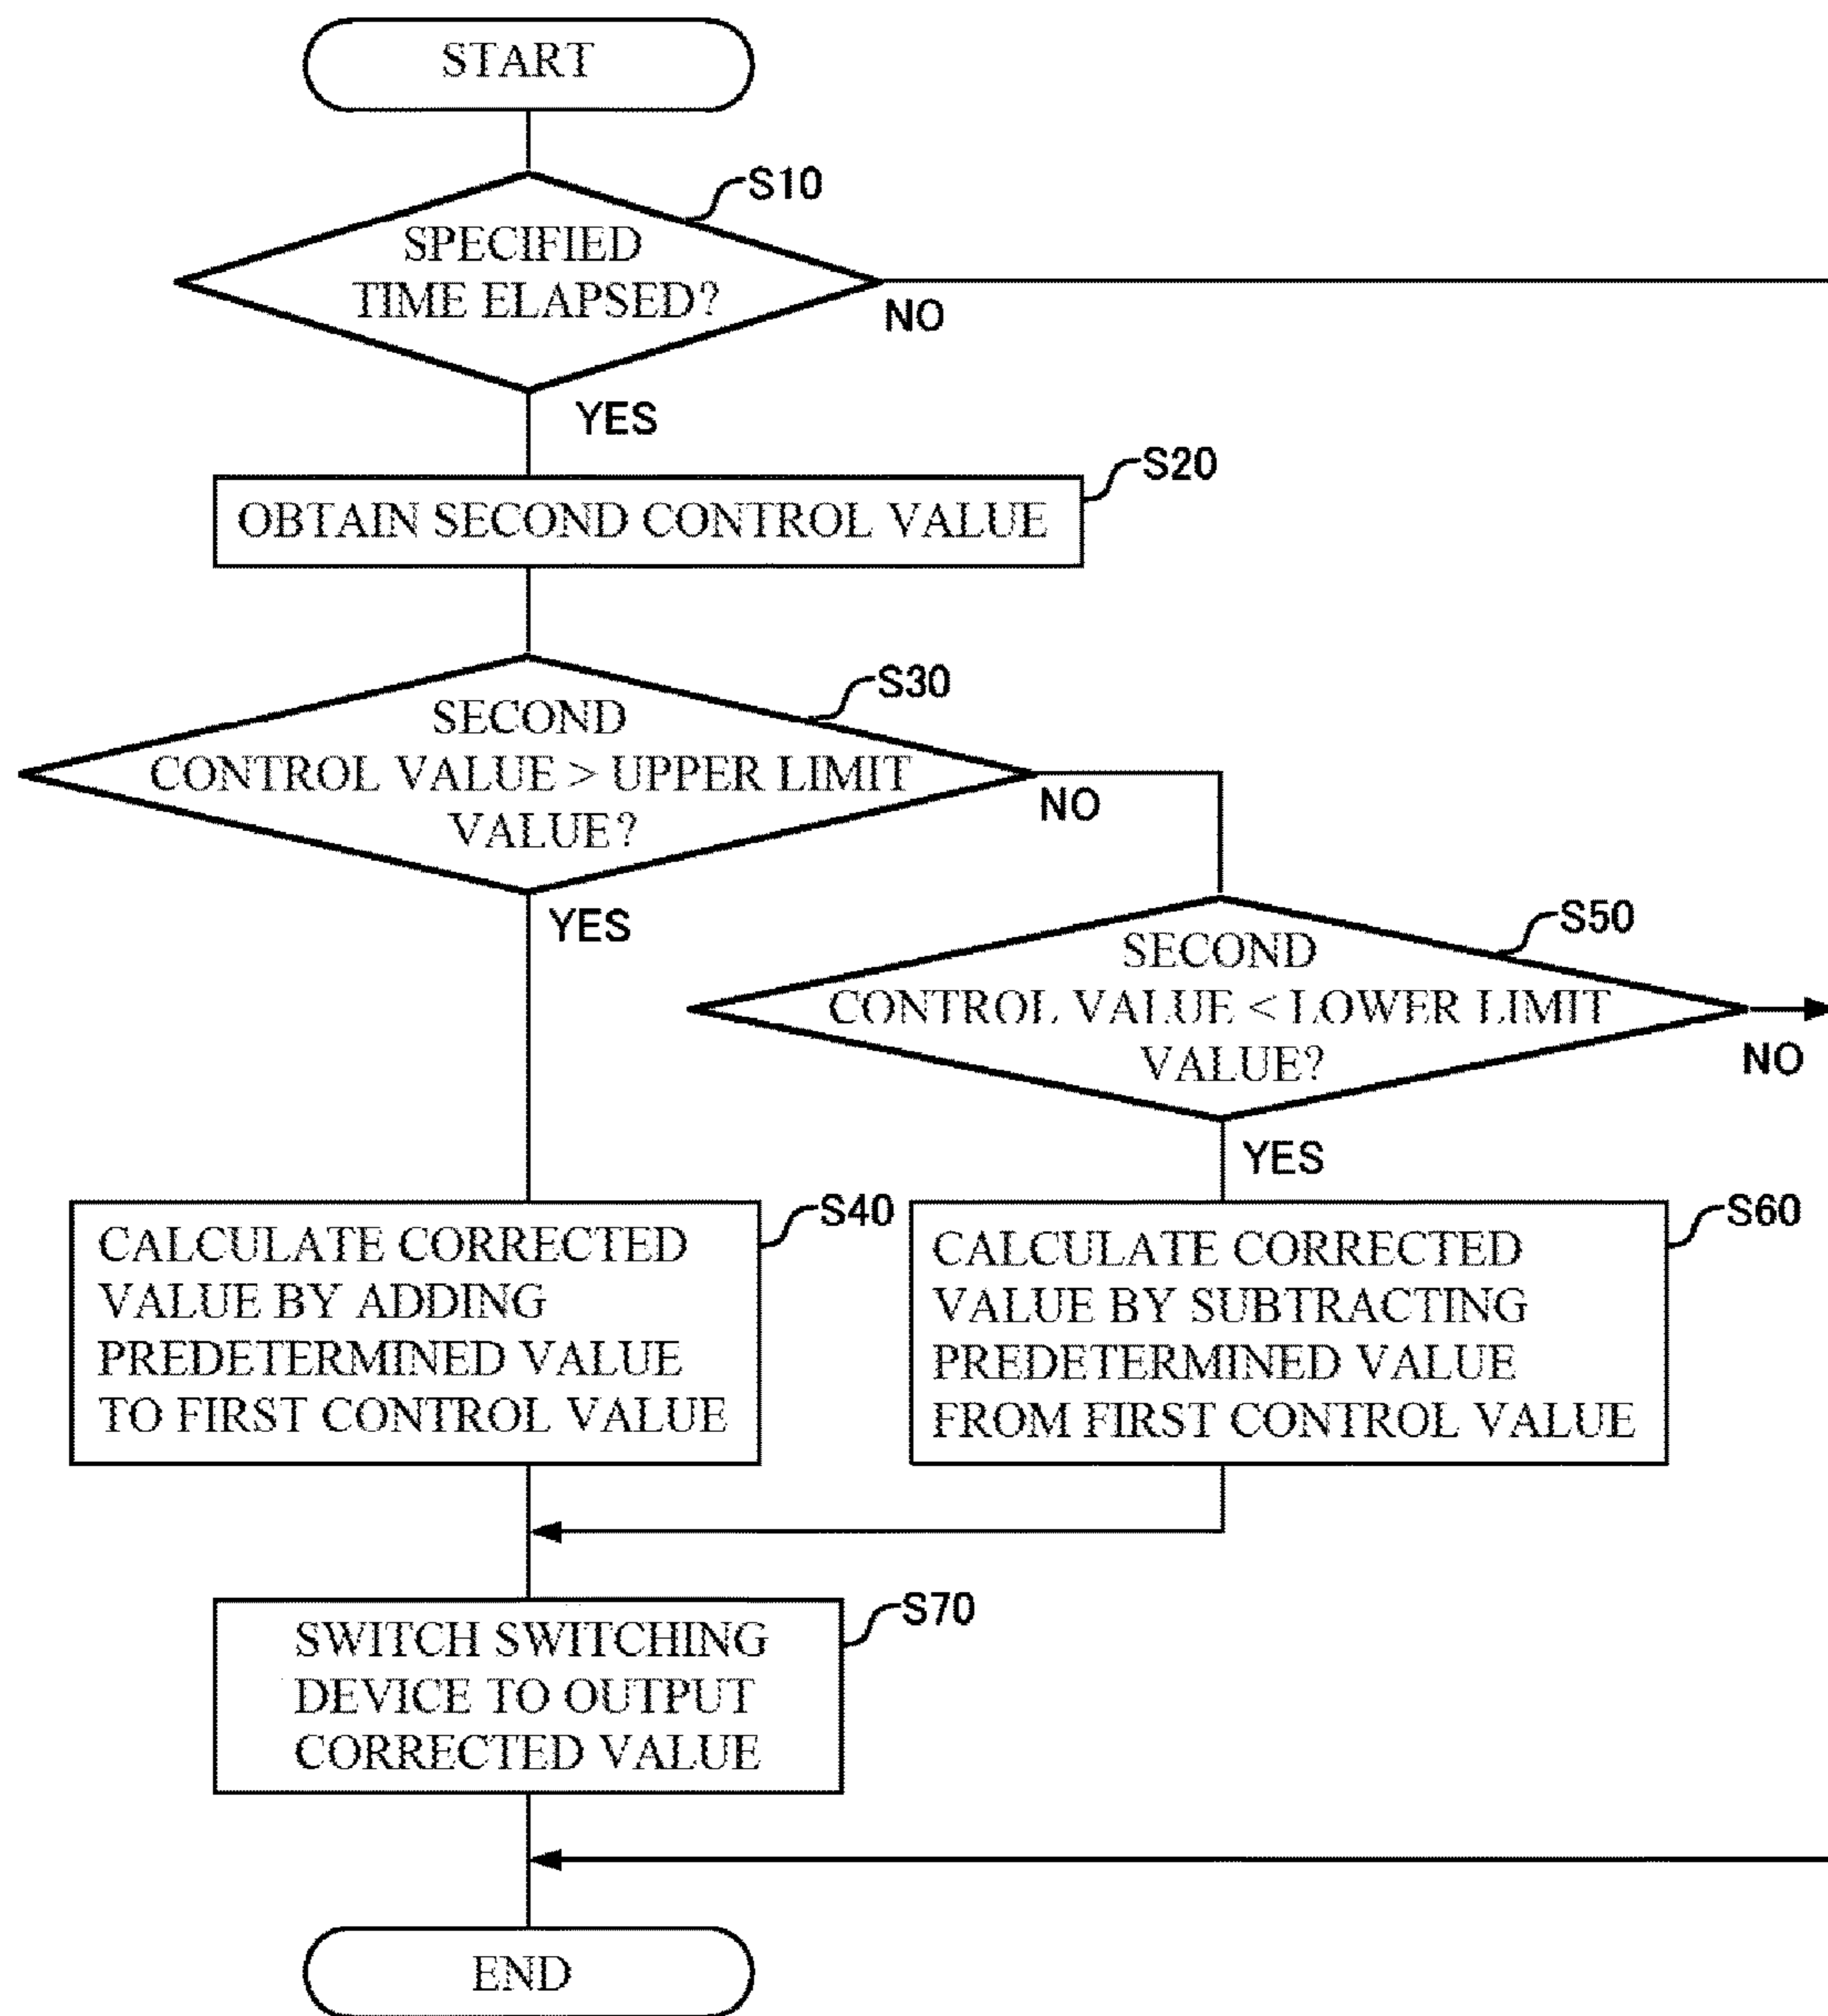 START
S10
SPECIFIED
TIME ELAPSED?
NO
YES
S20
OBTAIN SECOND CONTROL VALUE
S30
SECOND
CONTROL VALUE > UPPER LIMIT
VALUE?
NO
YES
S50
SECOND
CONTROL VALUE < LOWER LIMIT
VALUE?
NO
YES
S40
CALCULATE CORRECTED
VALUE BY ADDING
PREDETERMINED VALUE
TO FIRST CONTROL VALUE
S60
CALCULATE CORRECTED
VALUE BY SUBTRACTING
PREDETERMINED VALUE
FROM FIRST CONTROL VALUE
S70
SWITCH SWITCHING
DEVICE TO OUTPUT
CORRECTED VALUE
END